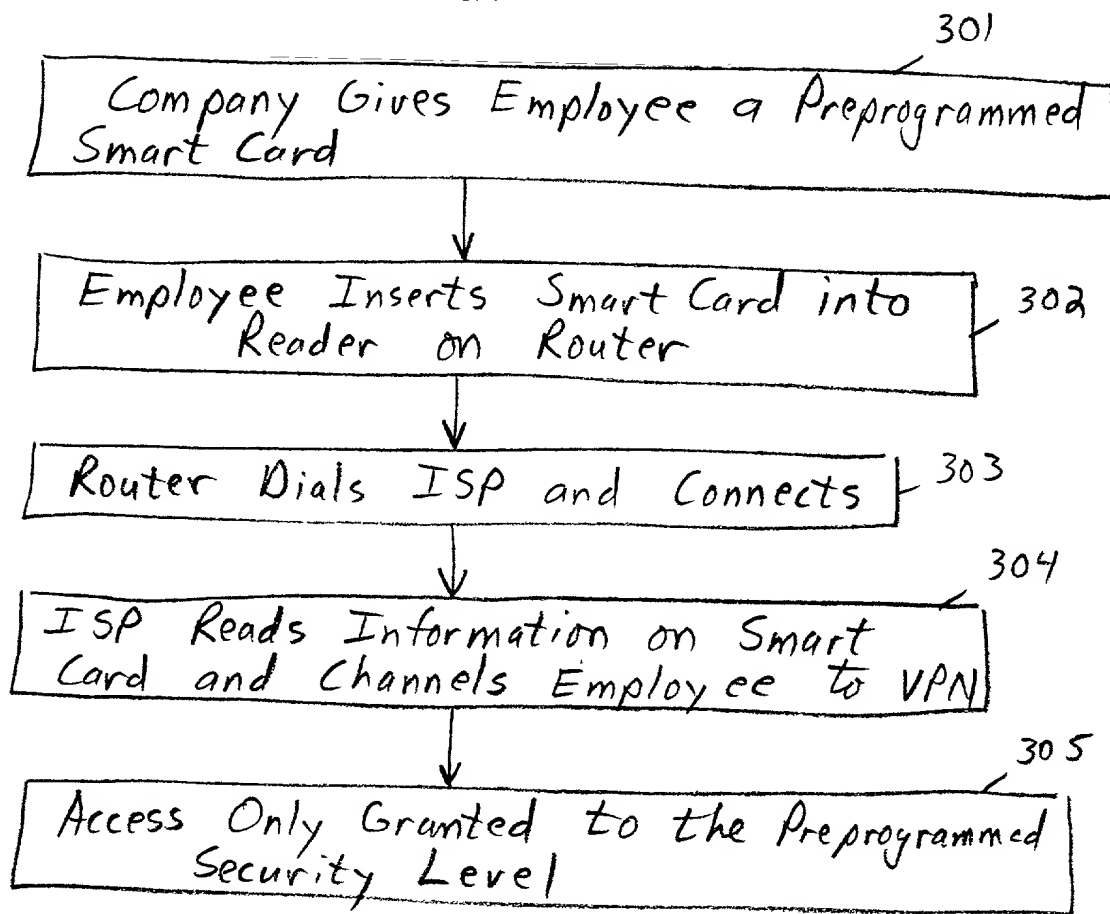 301
Company Gives Employee a Preprogrammed
Smart Card
Employee Inserts Smart Card into
Reader on Router
302
Router Dials ISP and Connects
303
304
ISP Reads Information on Smart
Card and Channels Employee to VPN
305
Access Only Granted to the Preprogrammed
Security Level